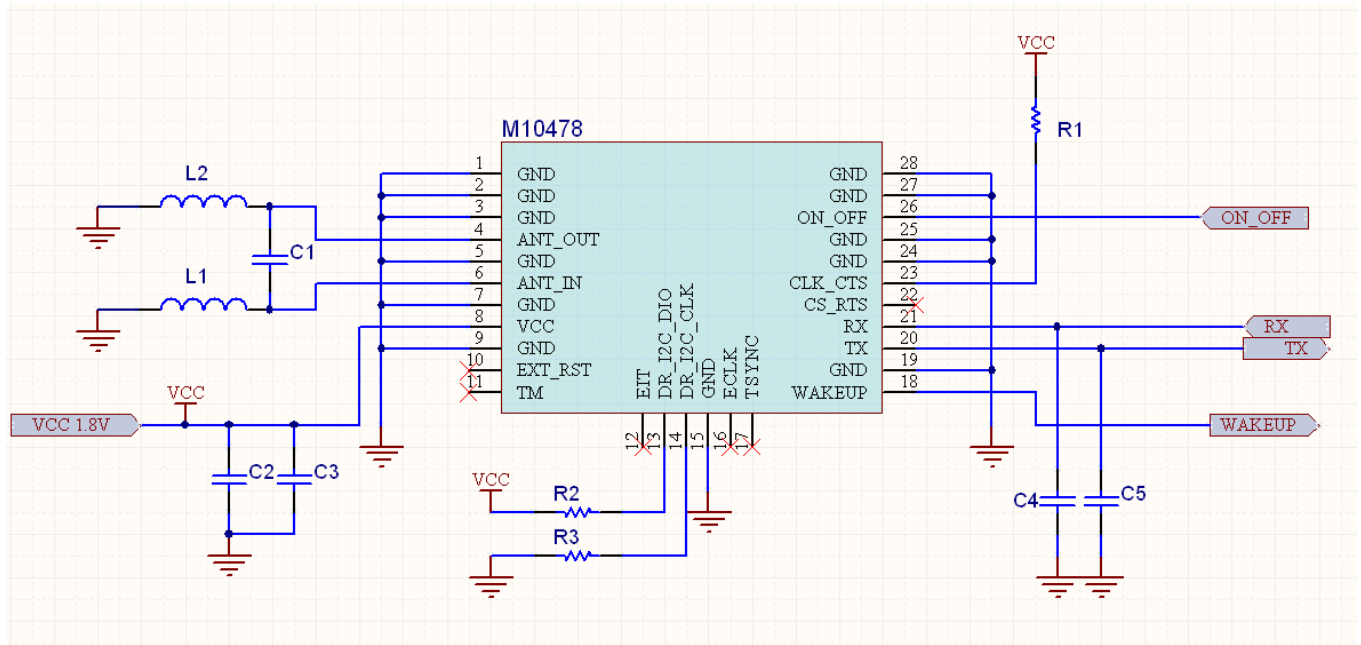 VCC
R1
M10478
L2
C1
L1
1 GND
2 GND
3 GND
4 ANT_OUT
5 GND
6 ANT_IN
7 GND
8 VCC
9 GND
10 EXT_RST
11 TM
GND 28
GND 27
ON_OFF 26
GND 25
GND 24
CLK_CTS 23
CS_RTS 22
RX 21
TX 20
GND 19
WAKEUP 18
EIT 12
DR_I2C_DIO 13
DR_I2C_CLK 14
GND 15
ECLK 16
TSYNC 17
ON_OFF
RX
TX
WAKEUP
VCC
VCC 1.8V
C2
C3
VCC
R2
R3
C4
C5